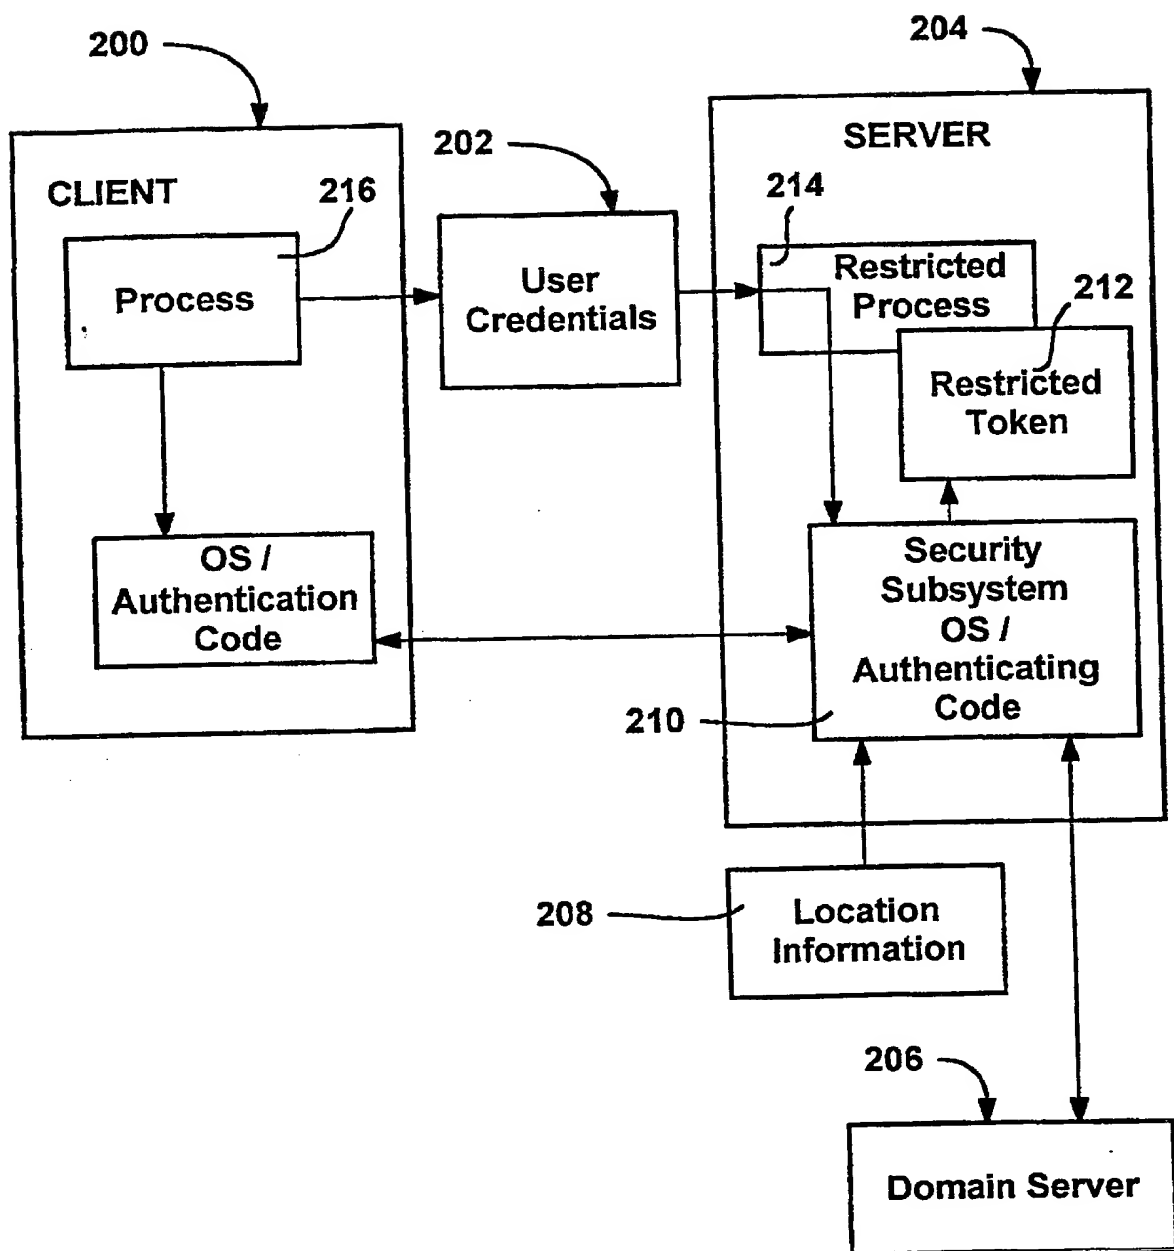 200
204
202
SERVER
CLIENT
216
214
Process
User
Credentials
Restricted
Process
212
Restricted
Token
OS /
Authentication
Code
Security
Subsystem
OS /
Authenticating
Code
210
208
Location
Information
206
Domain Server